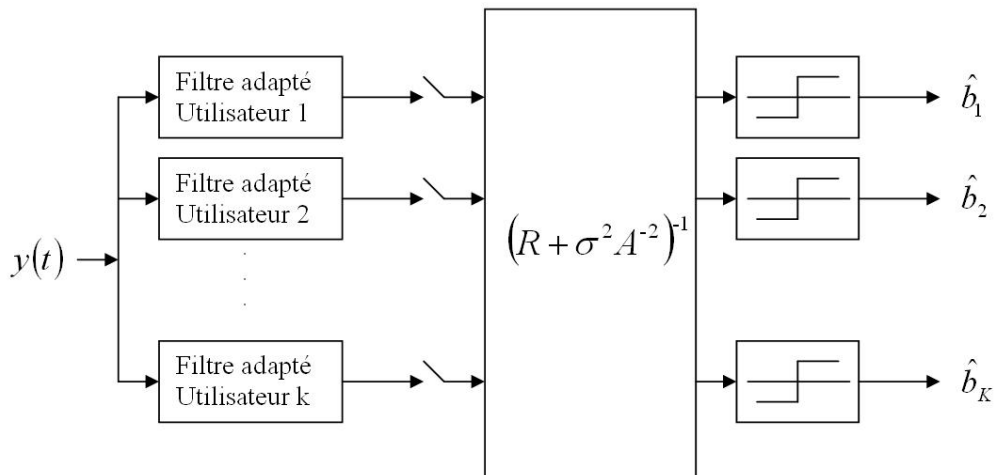 Filtre adapté
Utilisateur 1
b̂₁
Filtre adapté
Utilisateur 2
b̂₂
y(t)
(R + σ²A⁻²)⁻¹
Filtre adapté
Utilisateur k
b̂_K